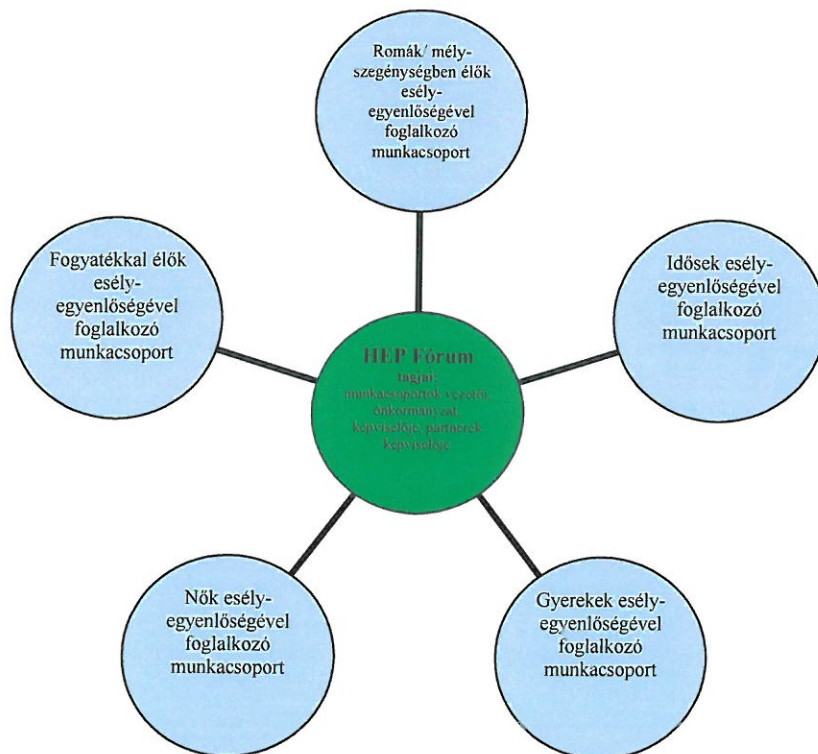 Romák/ mély-
szegénységben élők
esély-
egyenlőségével
foglalkozó
munkacsoport
Fogyatékkal élők
esély-
egyenlőségével
foglalkozó
munkacsoport
Idősek esély-
egyenlőségével
foglalkozó
munkacsoport
HEP Fórum
tagjai:
munkacsoportok vezetői,
önkormányzat,
képviselője, partnerek
képviselője
Nők esély-
egyenlőségével
foglalkozó
munkacsoport
Gyerekek esély-
egyenlőségével
foglalkozó
munkacsoport